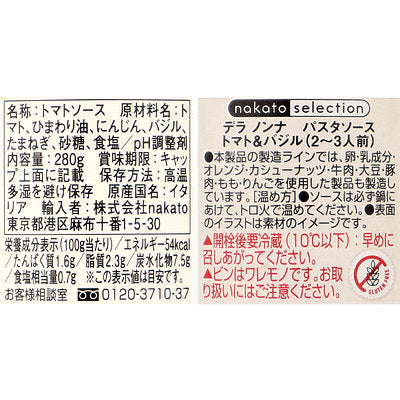 名称:トマトソース 原材料名:ト
マト、ひまわり油、にんじん、バジル、
たまねぎ、砂糖、食塩/pH調整剤
内容量:280g 賞味期限:キャッ
プ上面に記載 保存方法:高温
多湿を避け保存 原産国名:イタ
リア 輸入者:株式会社nakato
東京都港区麻布十番1-5-30
栄養成分表示(100g当たり)/エネルギー54kcal
/たんぱく質1.6g/脂質2.3g/炭水化物7.5g
/食塩相当量0.7g ※この表示値は目安です。
お客様相談室 0120-3710-37
nakato selection
デラ ノンナ パスタソース
トマト&バジル(2〜3人前)
●本製品の製造ラインでは、卵・乳成分・
オレンジ・カシューナッツ・牛肉・大豆・豚
肉・もも・りんごを使用した製品も製造し
ています。【温め方】●ソースは必ず鍋に
あけて、トロ火で温めてください。●表面
のイラストは素材のイメージです。
●開栓後要冷蔵(10℃以下):早めに
召しあがってください。
●ビンはワレモノです。お取
り扱いにはご注意ください。
GLUTEN FREE